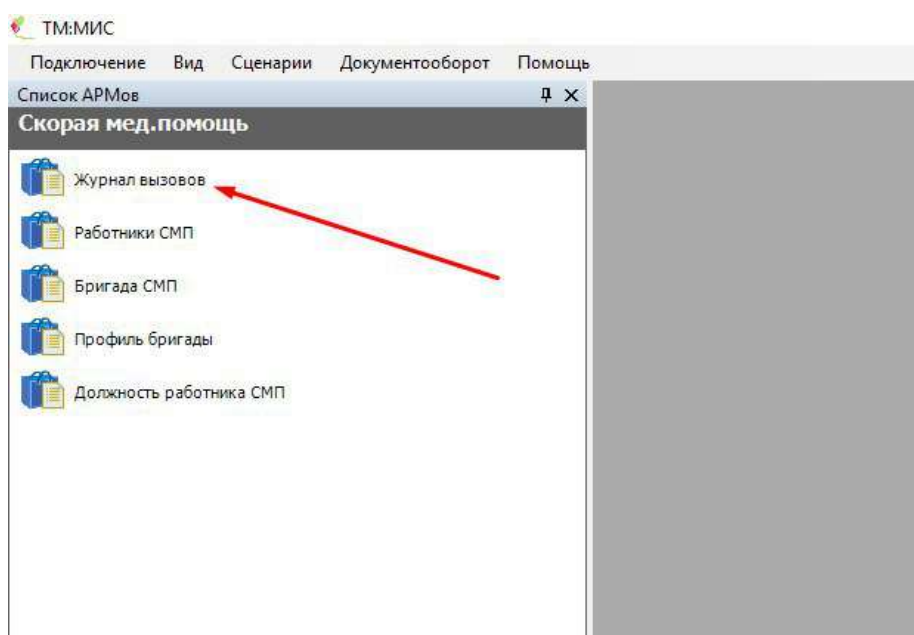 ТМ:МИС
Подключение Вид Сценарии Документооборот Помощь
Список АРМов
Скорая мед.помощь
Журнал вызовов
Работники СМП
Бригада СМП
Профиль бригады
Должность работника СМП